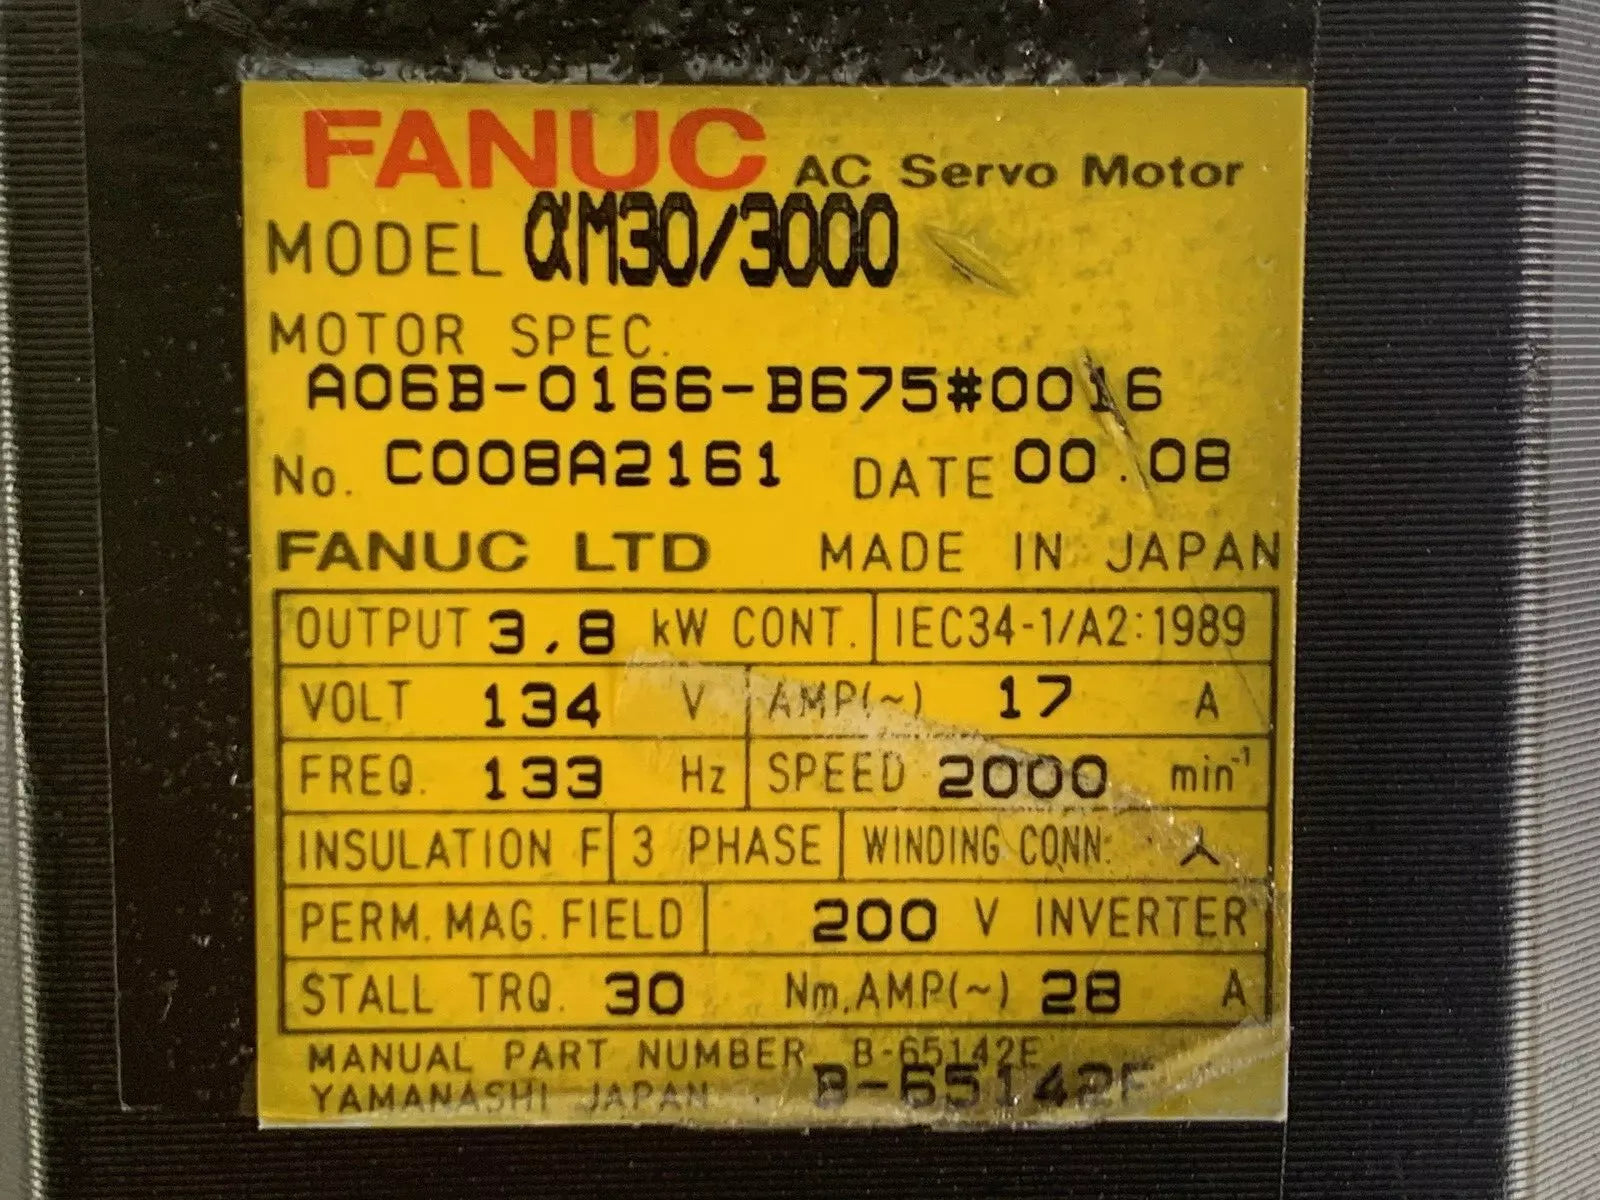 FANUC AC Servo Motor
MODEL αM30/3000
MOTOR SPEC.
A06B-0166-B675#0016
No. C008A2161 DATE 00.08
FANUC LTD MADE IN JAPAN
OUTPUT 3.8 kW CONT. IEC34-1/A2:1989
VOLT 134 V AMP(~) 17 A
FREQ. 133 Hz SPEED 2000 min⁻¹
INSULATION F 3 PHASE WINDING CONN: ⅄
PERM. MAG. FIELD 200 V INVERTER
STALL TRQ. 30 Nm, AMP(~) 28 A
MANUAL PART NUMBER B-65142E
YAMANASHI JAPAN B-65142E